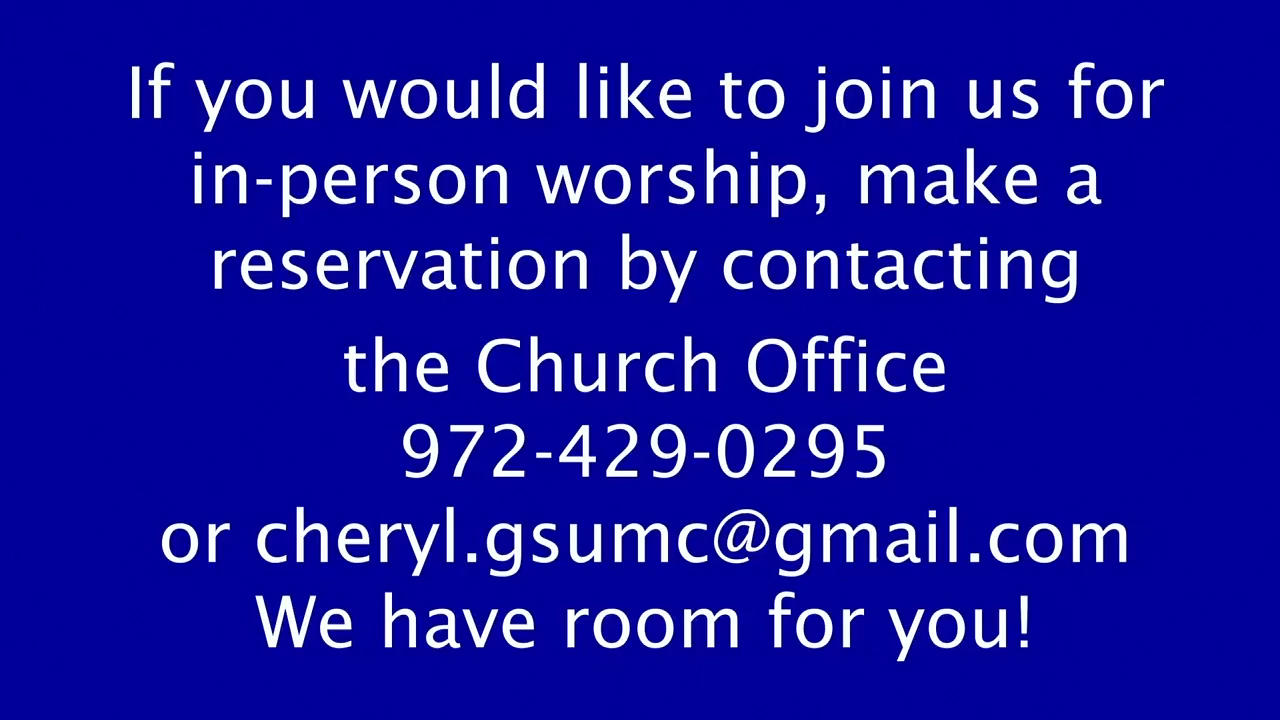 If you would like to join us for
in-person worship, make a
reservation by contacting
the Church Office
972-429-0295
or cheryl.gsumc@gmail.com
We have room for you!